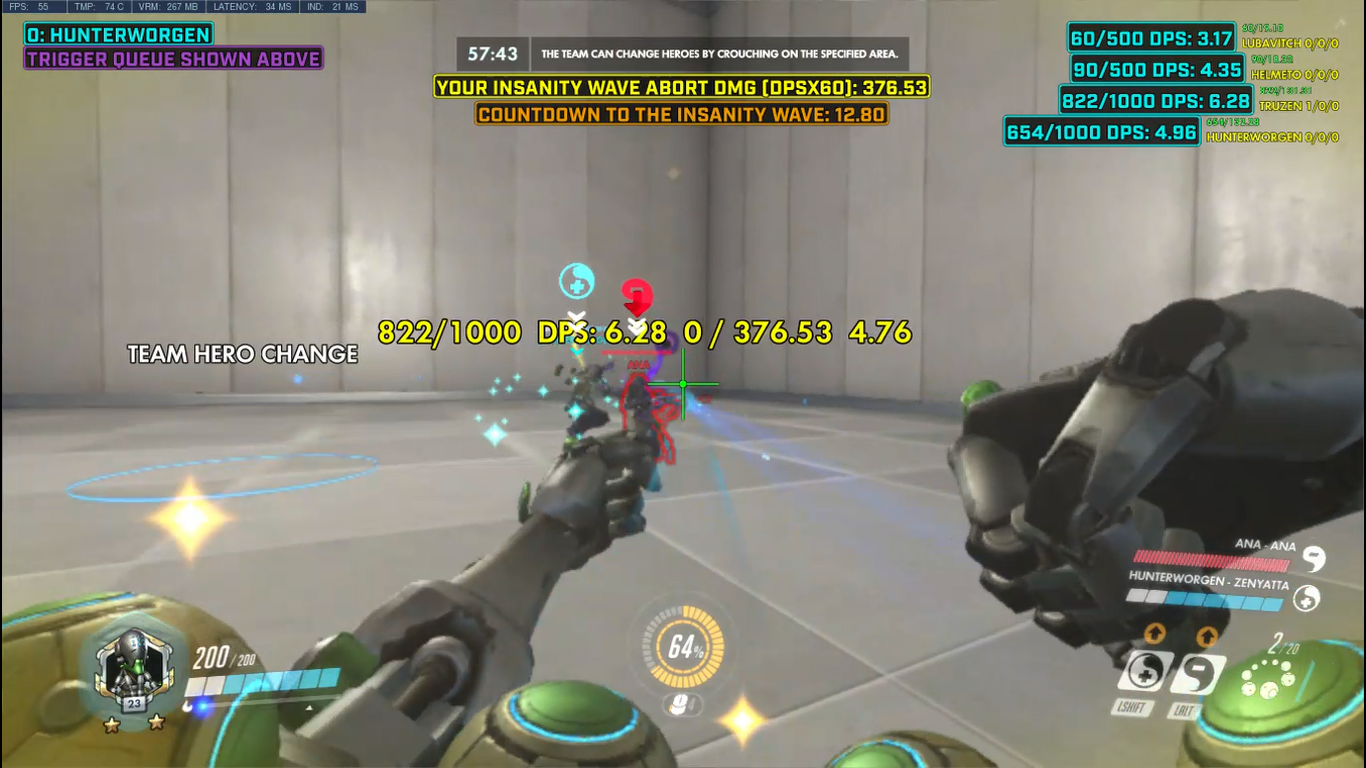 FPS: 55 TMP: 74 C VRM: 267 MB LATENCY: 34 MS IND: 21 MS
0: HUNTERWORGEN
TRIGGER QUEUE SHOWN ABOVE
57:43 THE TEAM CAN CHANGE HEROES BY CROUCHING ON THE SPECIFIED AREA.
YOUR INSANITY WAVE ABORT DMG (DPSX60): 376.53
COUNTDOWN TO THE INSANITY WAVE: 12.80
60/500 DPS: 3.17
LUBAVITCH 0/0/0
90/500 DPS: 4.35
HELMETO 0/0/0
822/1000 DPS: 6.28
TRUZEN 1/0/0
654/1000 DPS: 4.96
HUNTERWORGEN 0/0/0
822/1000 DPS: 6.28 0 / 376.53 4.76
TEAM HERO CHANGE
ANA
ANA - ANA
HUNTERWORGEN - ZENYATTA
200/200
23
64%
2/20
LSHIFT LALT